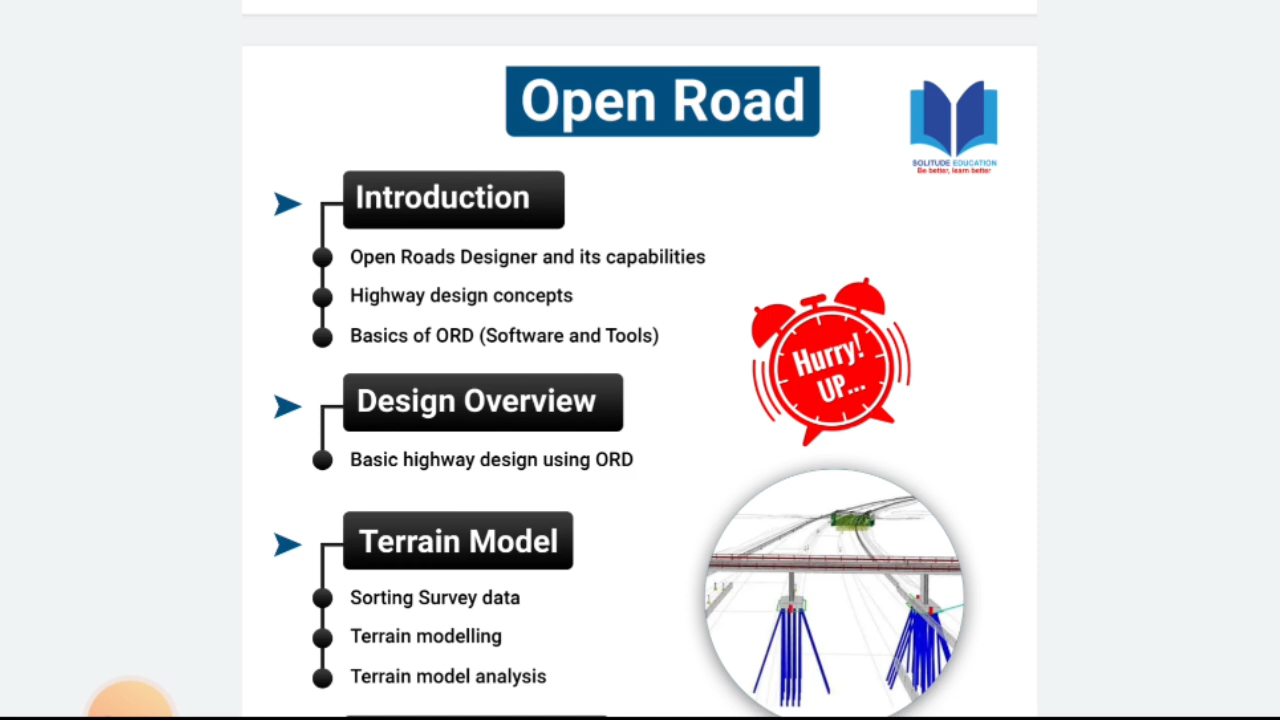 Open Road
SOLITUDE EDUCATION
Be better, learn better
Introduction
Open Roads Designer and its capabilities
Highway design concepts
Basics of ORD (Software and Tools)
Hurry!
UP...
Design Overview
Basic highway design using ORD
Terrain Model
Sorting Survey data
Terrain modelling
Terrain model analysis